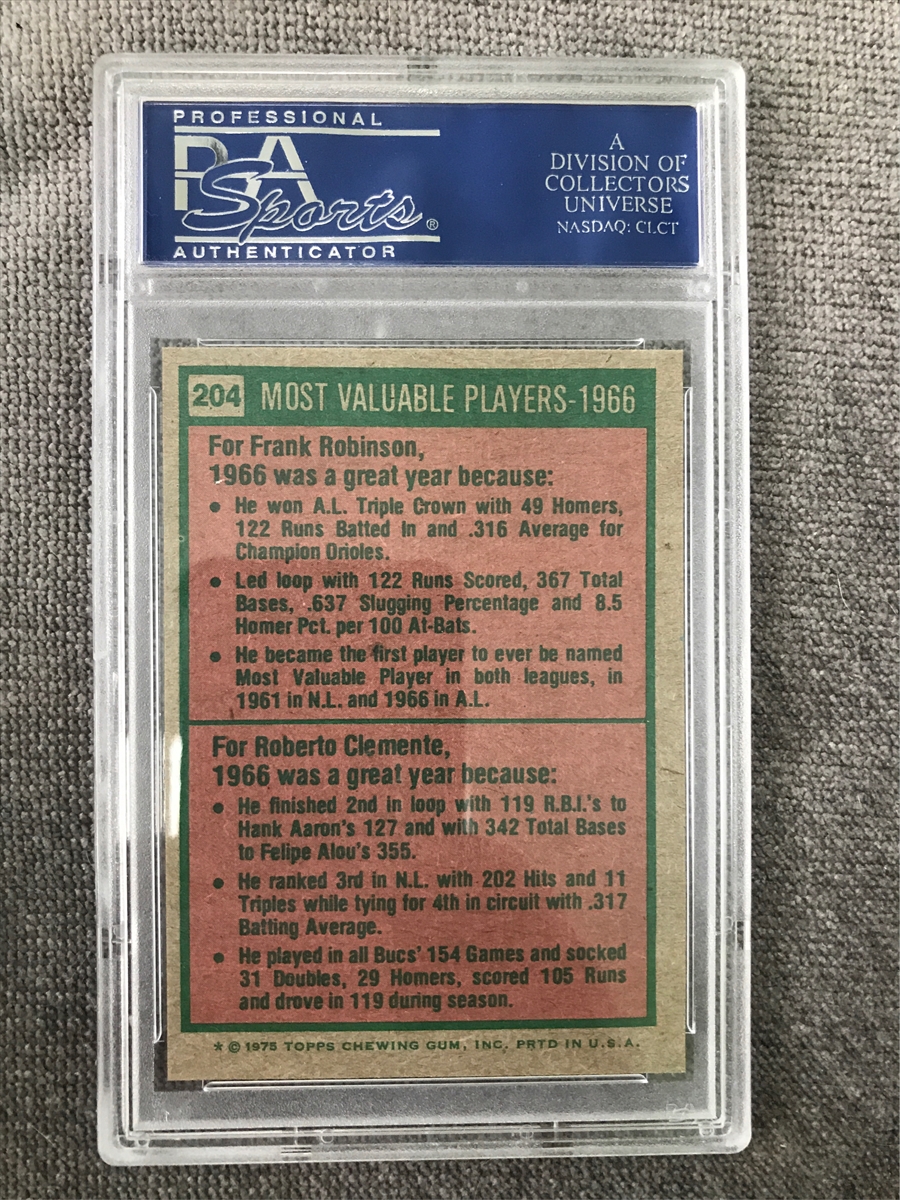 PROFESSIONAL
PSA
Sports®
AUTHENTICATOR
A
DIVISION OF
COLLECTORS
UNIVERSE
NASDAQ: CLCT
204 MOST VALUABLE PLAYERS-1966
For Frank Robinson,
1966 was a great year because:
• He won A.L. Triple Crown with 49 Homers,
122 Runs Batted In and .316 Average for
Champion Orioles.
• Led loop with 122 Runs Scored, 367 Total
Bases, .637 Slugging Percentage and 8.5
Homer Pct. per 100 At-Bats.
• He became the first player to ever be named
Most Valuable Player in both leagues, in
1961 in N.L. and 1966 in A.L.
For Roberto Clemente,
1966 was a great year because:
• He finished 2nd in loop with 119 R.B.I.'s to
Hank Aaron's 127 and with 342 Total Bases
to Felipe Alou's 355.
• He ranked 3rd in N.L. with 202 Hits and 11
Triples while tying for 4th in circuit with .317
Batting Average.
• He played in all Bucs' 154 Games and socked
31 Doubles, 29 Homers, scored 105 Runs
and drove in 119 during season.
* © 1975 TOPPS CHEWING GUM, INC. PRTD IN U.S.A.
PSA